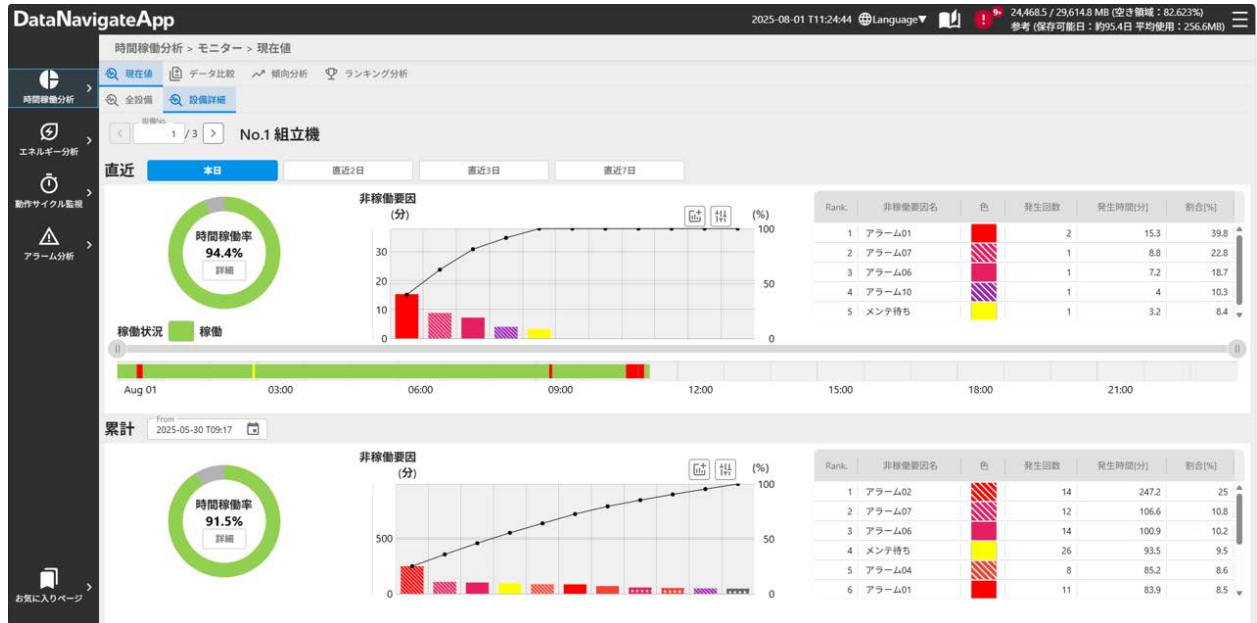 DataNavigateApp
2025-08-01 T11:24:44 Language▼ 9+ 24,468.5 / 29,614.8 MB (空き領域：82.623%)
参考 (保存可能日：約95.4日 平均使用：256.6MB)
時間稼働分析 > モニター > 現在値
現在値 データ比較 傾向分析 ランキング分析
全設備 設備詳細
時間稼働分析
エネルギー分析
動作サイクル監視
アラーム分析
お気に入りページ
設備No.
1 / 3 No.1 組立機
直近 本日 直近2日 直近3日 直近7日
時間稼働率
94.4%
詳細
稼働状況 稼働
非稼働要因
(分) (%)
30
20
10
0
100
50
0
Rank. 非稼働要因名 色 発生回数 発生時間[分] 割合[%]
1 アラーム01 2 15.3 39.8
2 アラーム07 1 8.8 22.8
3 アラーム06 1 7.2 18.7
4 アラーム10 1 4 10.3
5 メンテ待ち 1 3.2 8.4
Aug 01 03:00 06:00 09:00 12:00 15:00 18:00 21:00
累計 From
2025-05-30 T09:17
時間稼働率
91.5%
詳細
非稼働要因
(分) (%)
500
0
100
50
0
Rank. 非稼働要因名 色 発生回数 発生時間[分] 割合[%]
1 アラーム02 14 247.2 25
2 アラーム07 12 106.6 10.8
3 アラーム06 14 100.9 10.2
4 メンテ待ち 26 93.5 9.5
5 アラーム04 8 85.2 8.6
6 アラーム01 11 83.9 8.5